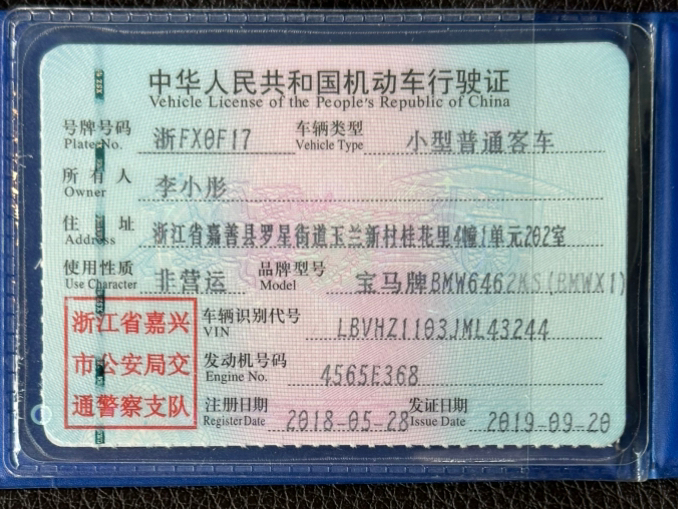 中华人民共和国机动车行驶证
Vehicle License of the People's Republic of China
号牌号码 浙FX0F17 车辆类型 小型普通客车
Plate No. Vehicle Type
所有人 李小彤
Owner
住址 浙江省嘉善县罗星街道玉兰新村桂花里4幢1单元202室
Address
使用性质 非营运 品牌型号 宝马牌BMW6462KS(BMWX1)
Use Character Model
浙江省嘉兴
市公安局交
通警察支队
车辆识别代号 LBVHZ1103JML43244
VIN
发动机号码 4565E368
Engine No.
注册日期 2018-05-28 发证日期 2019-09-20
Register Date Issue Date